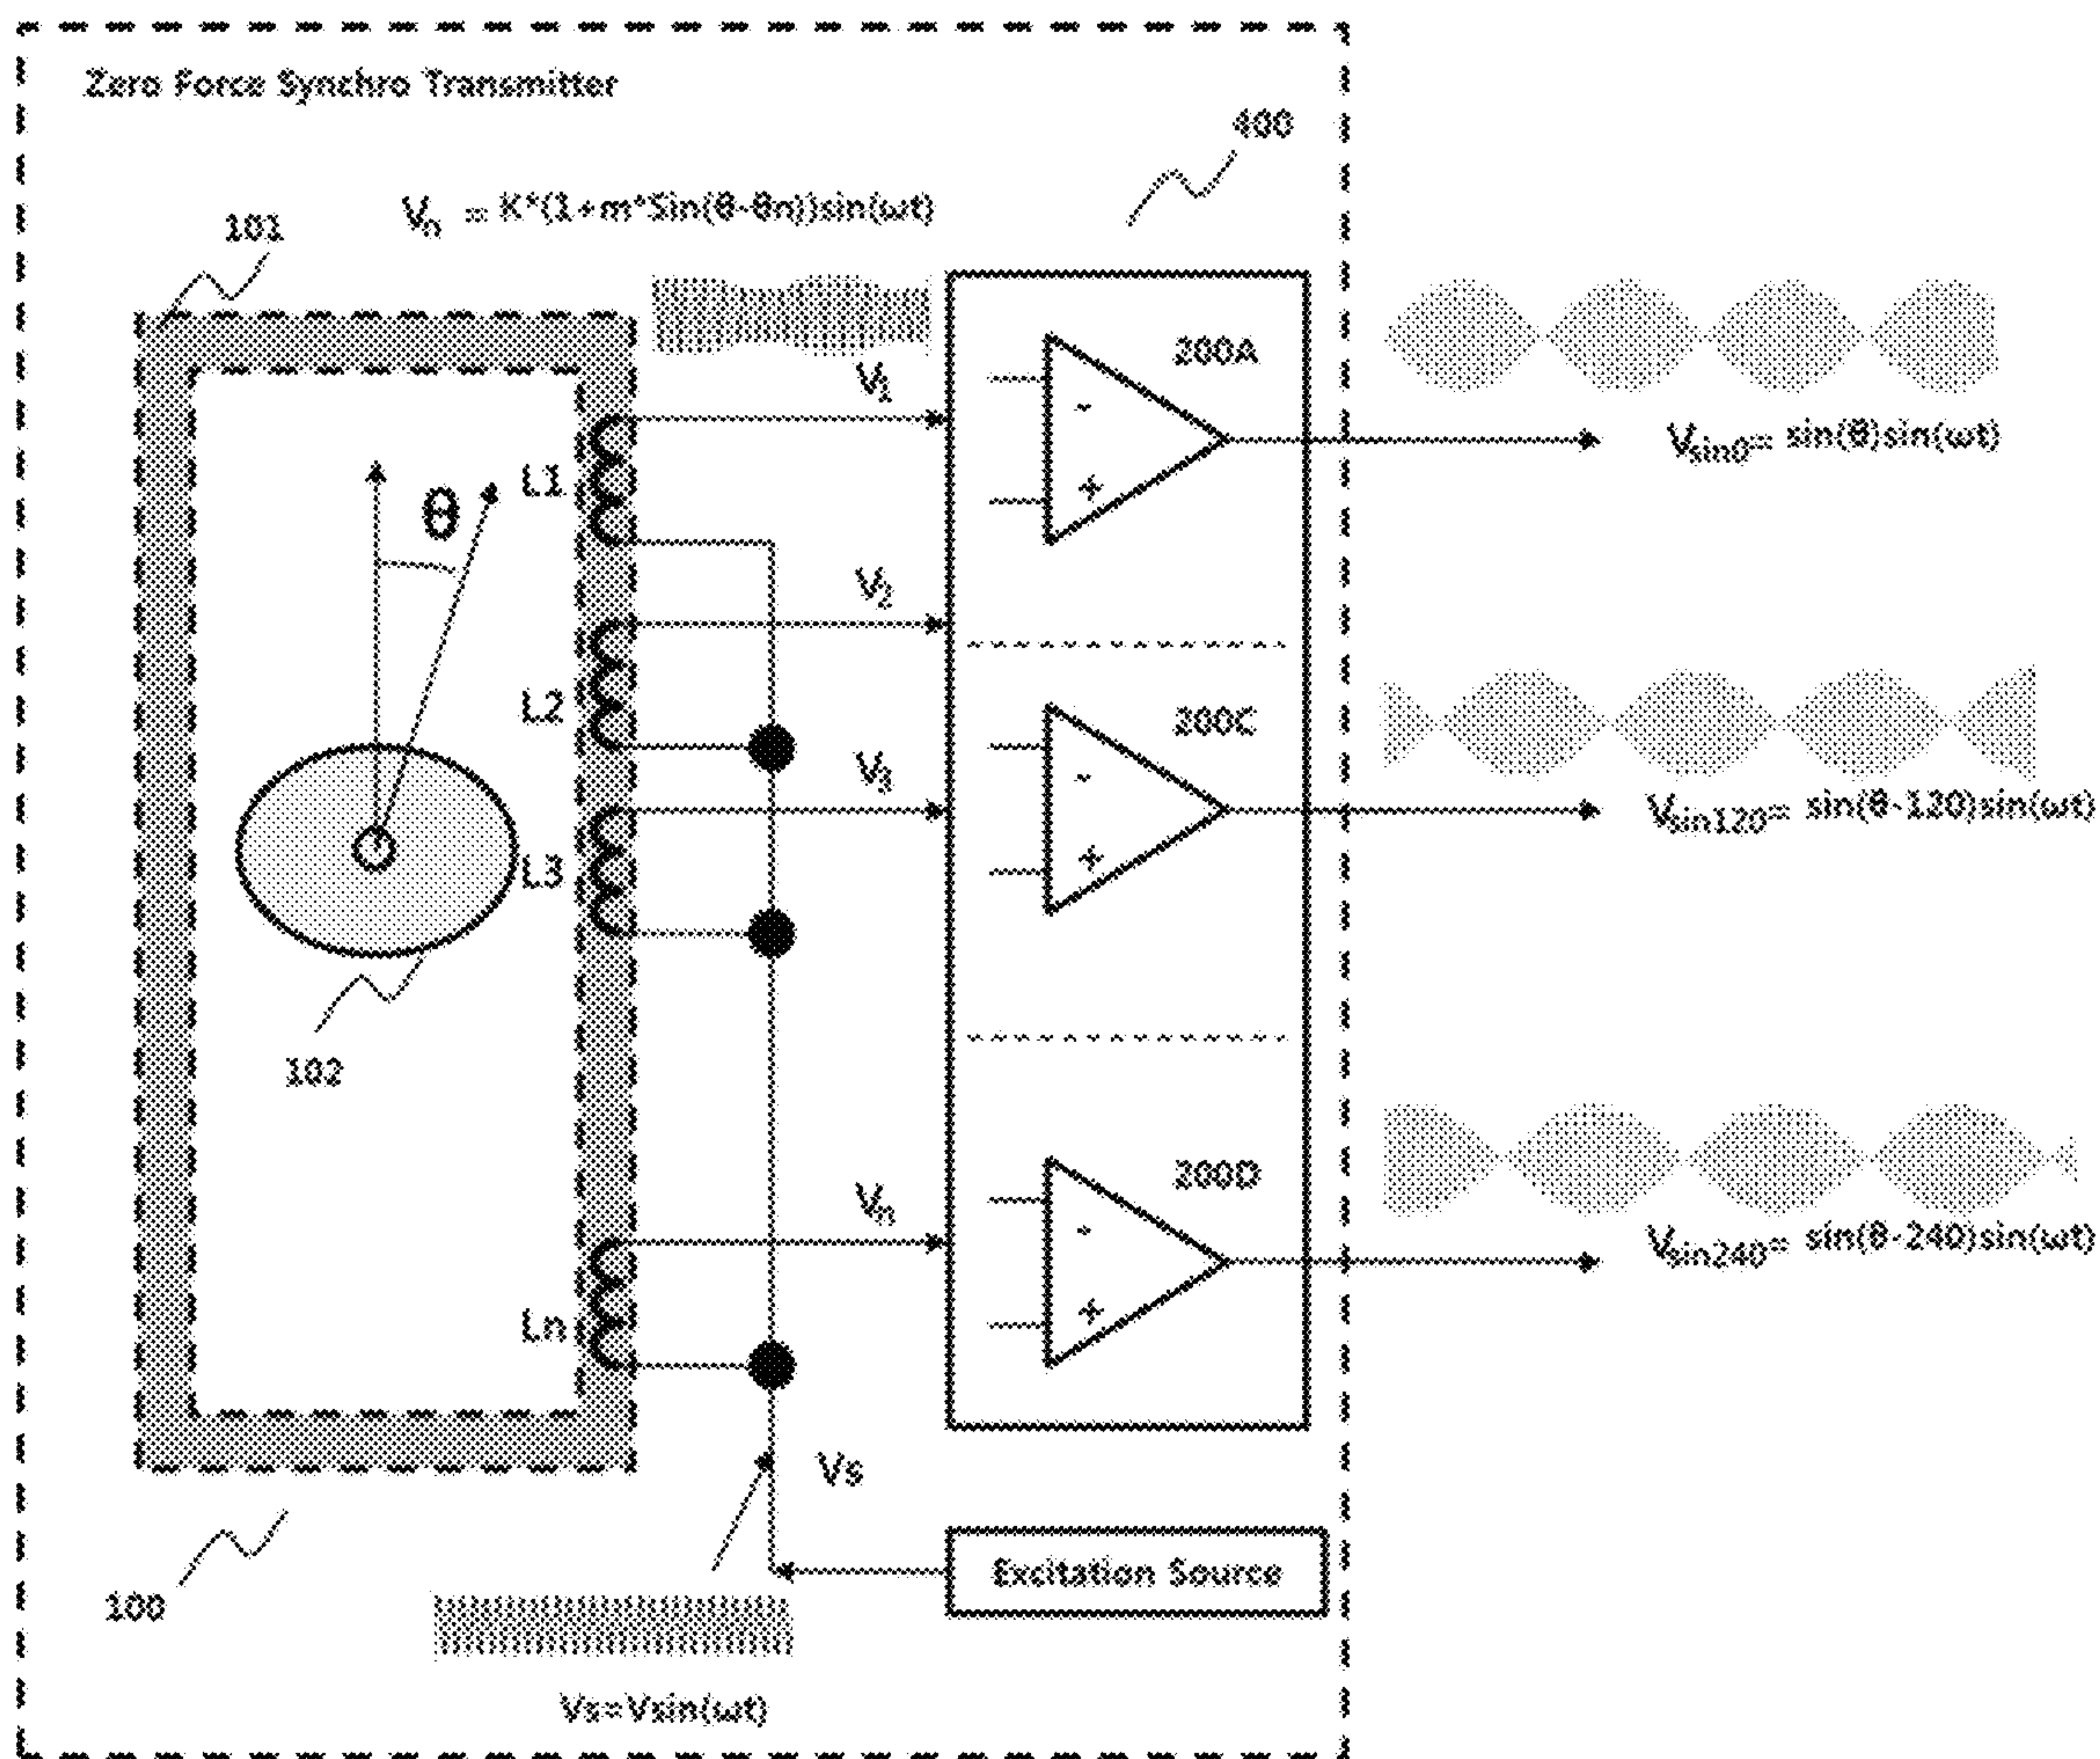 Zero Force Synchro Transmitter
400
101
Vn = K*(1+m*Sin(θ-θn))sin(ωt)
200A
V1
Vsin0= sin(θ)sin(ωt)
-
θ
L1
+
V2
L2
200C
V3
-
Vsin120= sin(θ-120)sin(ωt)
L3
+
102
200D
Vn
-
Vsin240= sin(θ-240)sin(ωt)
Ln
+
Vs
Excitation Source
100
Vs=Vsin(ωt)